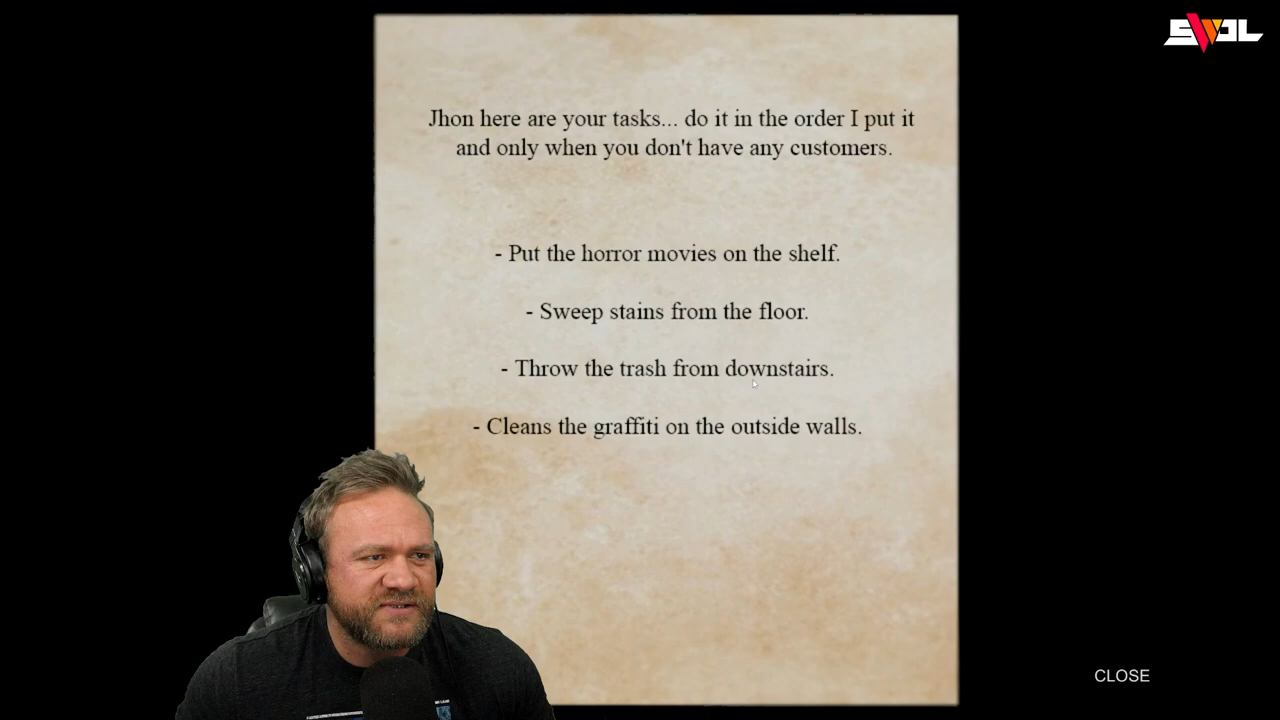 SWOL
Jhon here are your tasks... do it in the order I put it
and only when you don't have any customers.
- Put the horror movies on the shelf.
- Sweep stains from the floor.
- Throw the trash from downstairs.
- Cleans the graffiti on the outside walls.
CLOSE